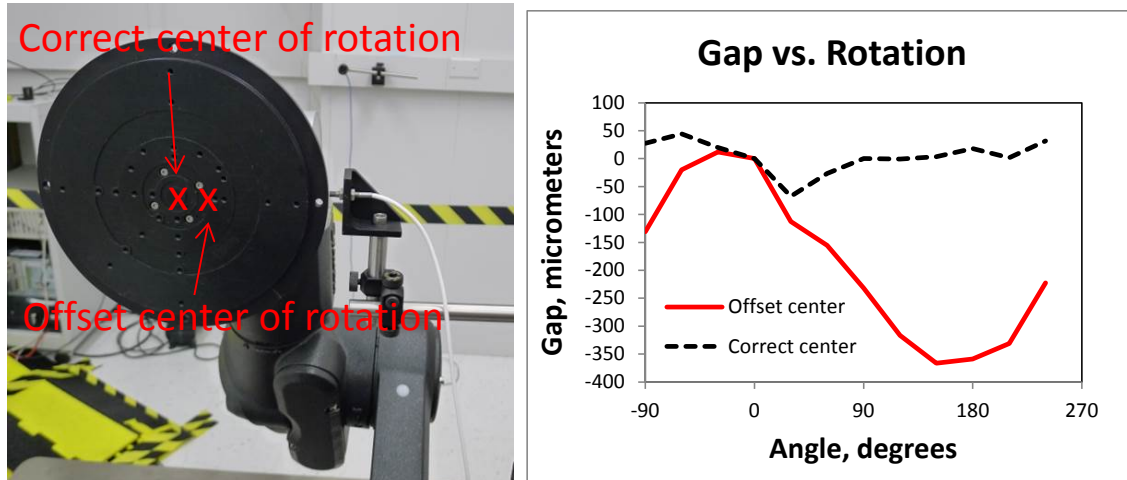 Correct center of rotation
X X
Offset center of rotation
Gap vs. Rotation
Gap, micrometers
100
50
0
-50
-100
-150
-200
-250
-300
-350
-400
Offset center
Correct center
-90 0 90 180 270
Angle, degrees